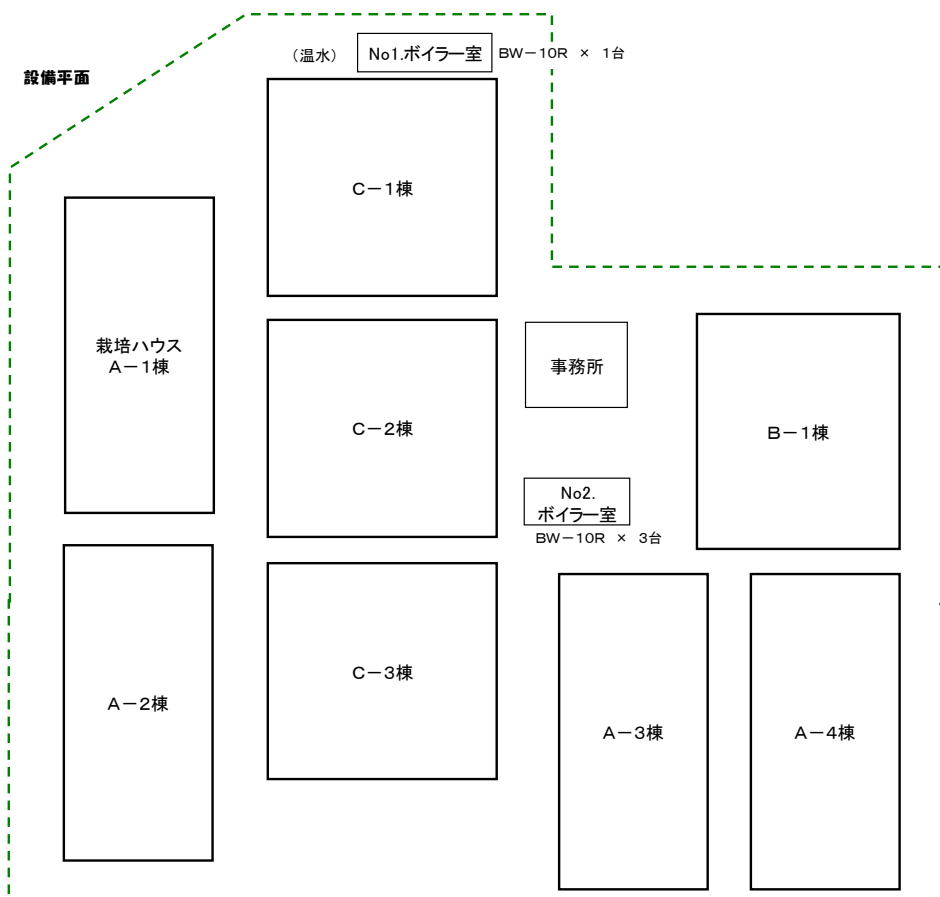 設備平面
（温水）
No1.ボイラー室
BW－10R × 1台
C－1棟
栽培ハウス
A－1棟
C－2棟
事務所
B－1棟
No2.
ボイラー室
BW－10R × 3台
A－2棟
C－3棟
A－3棟
A－4棟